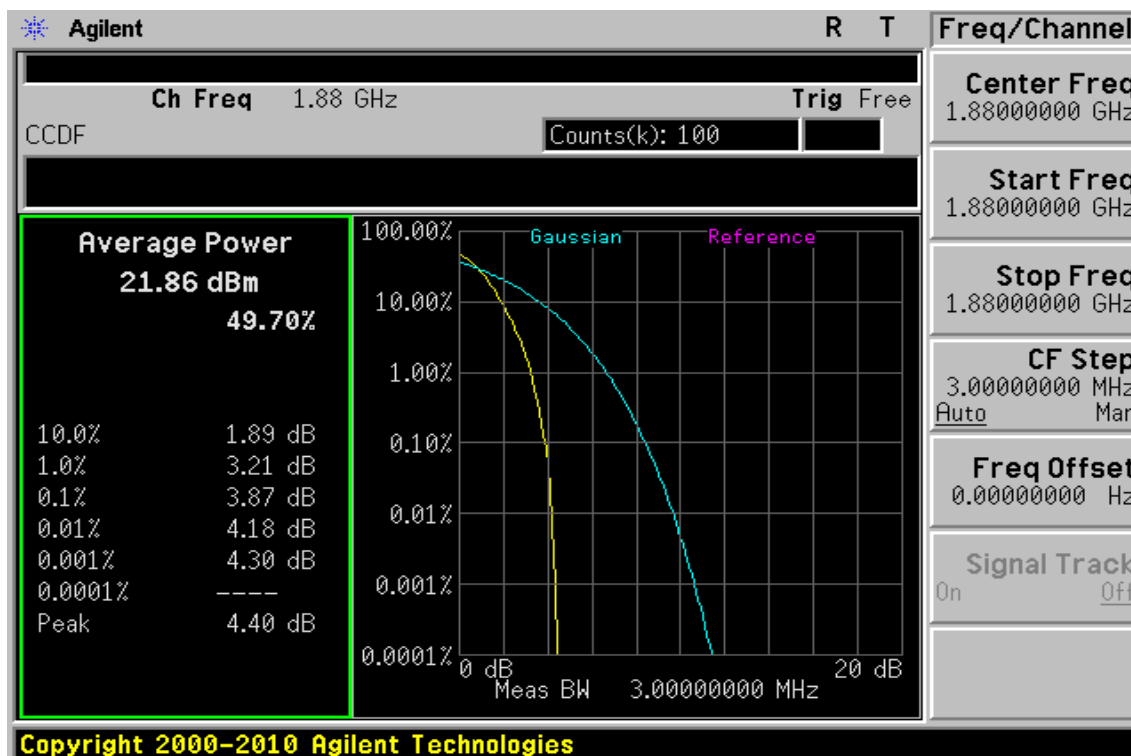 Agilent R T
Ch Freq 1.88 GHz Trig Free
CCDF Counts(k): 100
Average Power
21.86 dBm
49.70%
10.0% 1.89 dB
1.0% 3.21 dB
0.1% 3.87 dB
0.01% 4.18 dB
0.001% 4.30 dB
0.0001% ----
Peak 4.40 dB
Gaussian Reference
100.00%
10.00%
1.00%
0.10%
0.01%
0.001%
0.0001%
0 dB 20 dB
Meas BW 3.00000000 MHz
Freq/Channel
Center Freq
1.88000000 GHz
Start Freq
1.88000000 GHz
Stop Freq
1.88000000 GHz
CF Step
3.00000000 MHz
Auto Man
Freq Offset
0.00000000 Hz
Signal Track
On Off
Copyright 2000-2010 Agilent Technologies